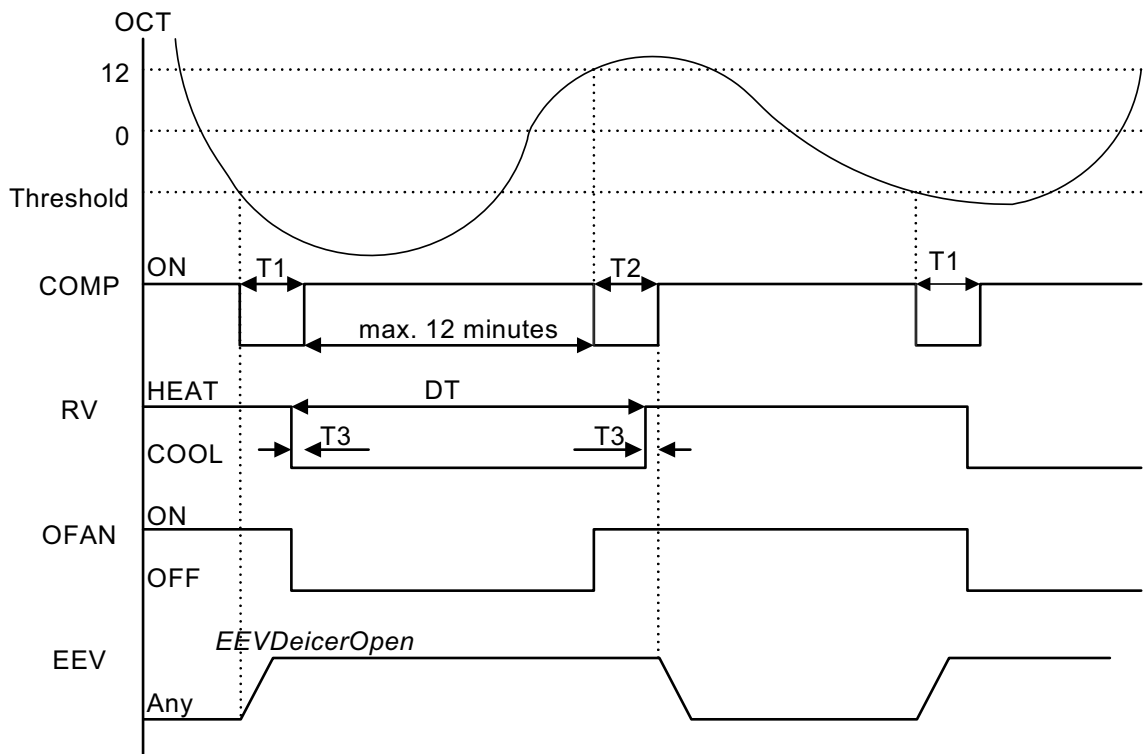 OCT
12
0
Threshold
COMP
ON
T1
T2
T1
max. 12 minutes
RV
HEAT
DT
COOL
T3
T3
OFAN
ON
OFF
EEV
EEVDeicerOpen
Any